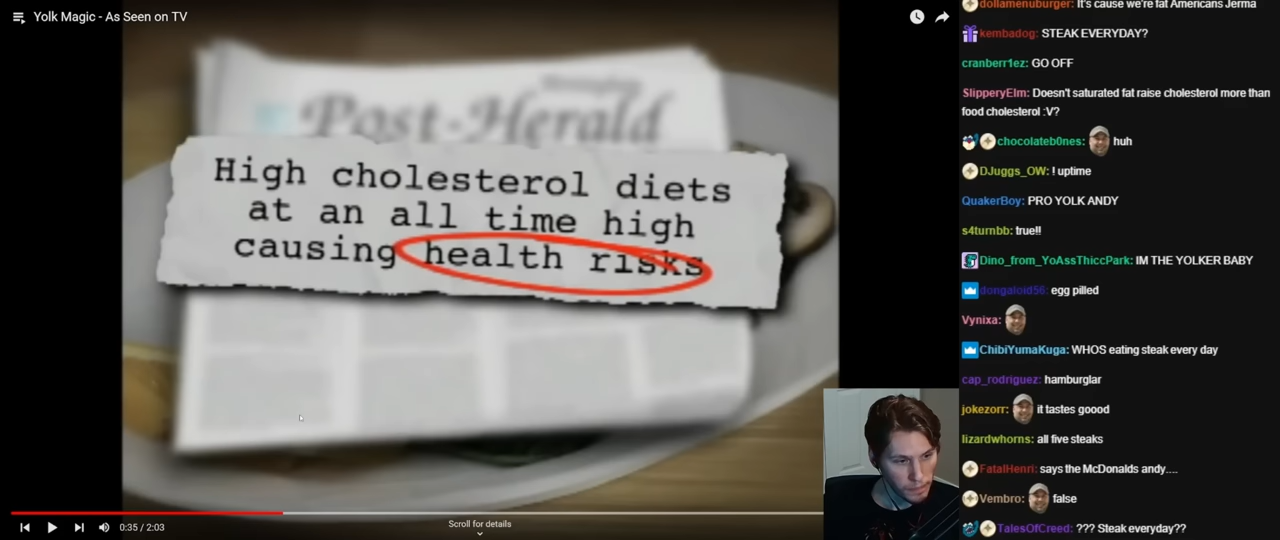 Yolk Magic - As Seen on TV
Post-Herald
High cholesterol diets
at an all time high
causing health risks
0:35 / 2:03
Scroll for details
dollamenuburger: It's cause we're fat Americans Jerma
kembadog: STEAK EVERYDAY?
cranberr1ez: GO OFF
SlipperyElm: Doesn't saturated fat raise cholesterol more than
food cholesterol :V?
chocolateb0nes: huh
DJuggs_OW: ! uptime
QuakerBoy: PRO YOLK ANDY
s4turnbb: true!!
Dino_from_YoAssThiccPark: IM THE YOLKER BABY
dongaloid56: egg pilled
Vynixa:
ChibiYumaKuga: WHOS eating steak every day
cap_rodriguez: hamburglar
jokezorr: it tastes goood
lizardwhorns: all five steaks
FatalHenri: says the McDonalds andy....
Vembro: false
TalesOfCreed: ??? Steak everyday??